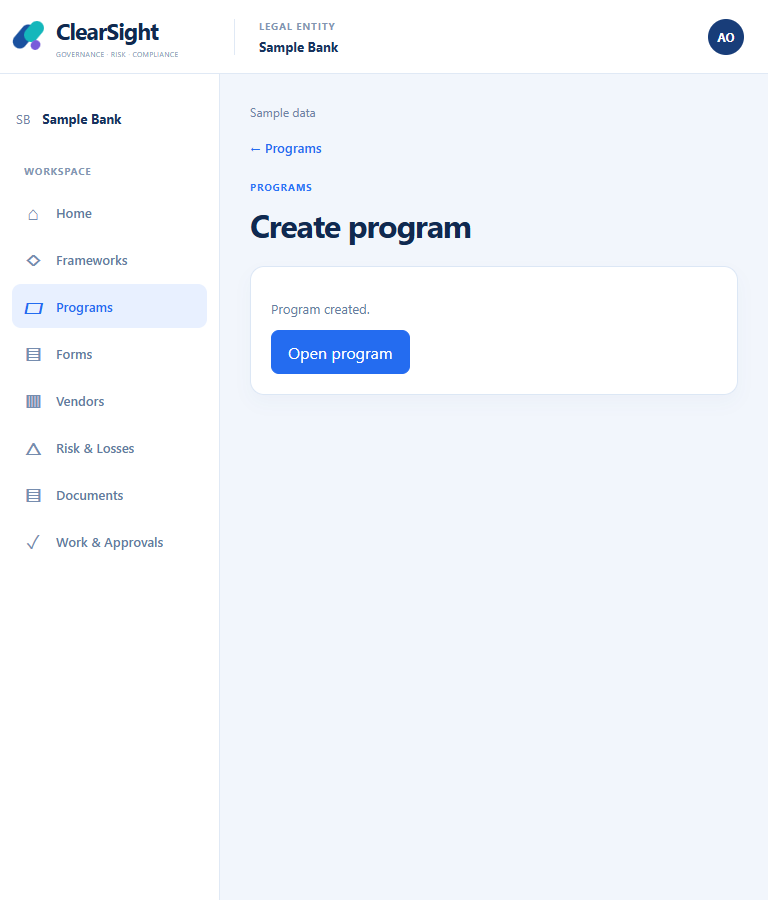 ClearSight
GOVERNANCE · RISK · COMPLIANCE
LEGAL ENTITY
Sample Bank
AO
SB Sample Bank
WORKSPACE
Home
Frameworks
Programs
Forms
Vendors
Risk & Losses
Documents
Work & Approvals
Sample data
← Programs
PROGRAMS
Create program
Program created.
Open program